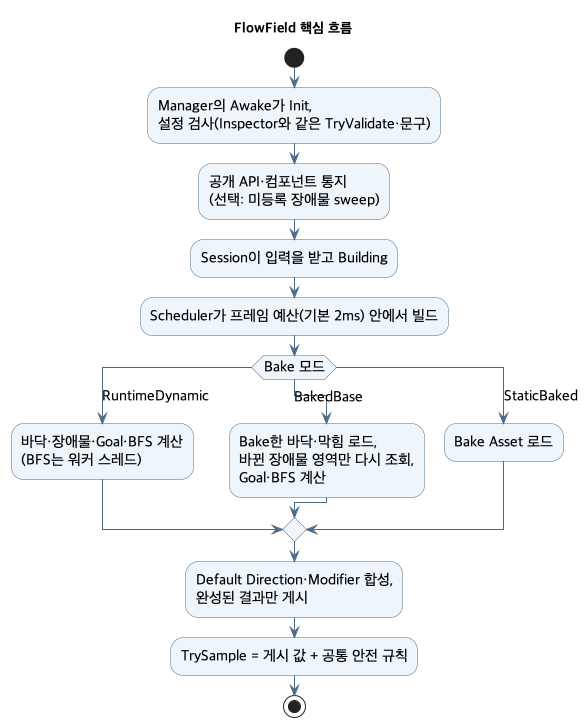 FlowField 핵심 흐름
Manager의 Awake가 Init,
설정 검사(Inspector와 같은 TryValidate·문구)
공개 API·컴포넌트 통지
(선택: 미등록 장애물 sweep)
Session이 입력을 받고 Building
Scheduler가 프레임 예산(기본 2ms) 안에서 빌드
Bake 모드
RuntimeDynamic
BakedBase
StaticBaked
바닥·장애물·Goal·BFS 계산
(BFS는 워커 스레드)
Bake한 바닥·막힘 로드,
바뀐 장애물 영역만 다시 조회,
Goal·BFS 계산
Bake Asset 로드
Default Direction·Modifier 합성,
완성된 결과만 게시
TrySample = 게시 값 + 공통 안전 규칙